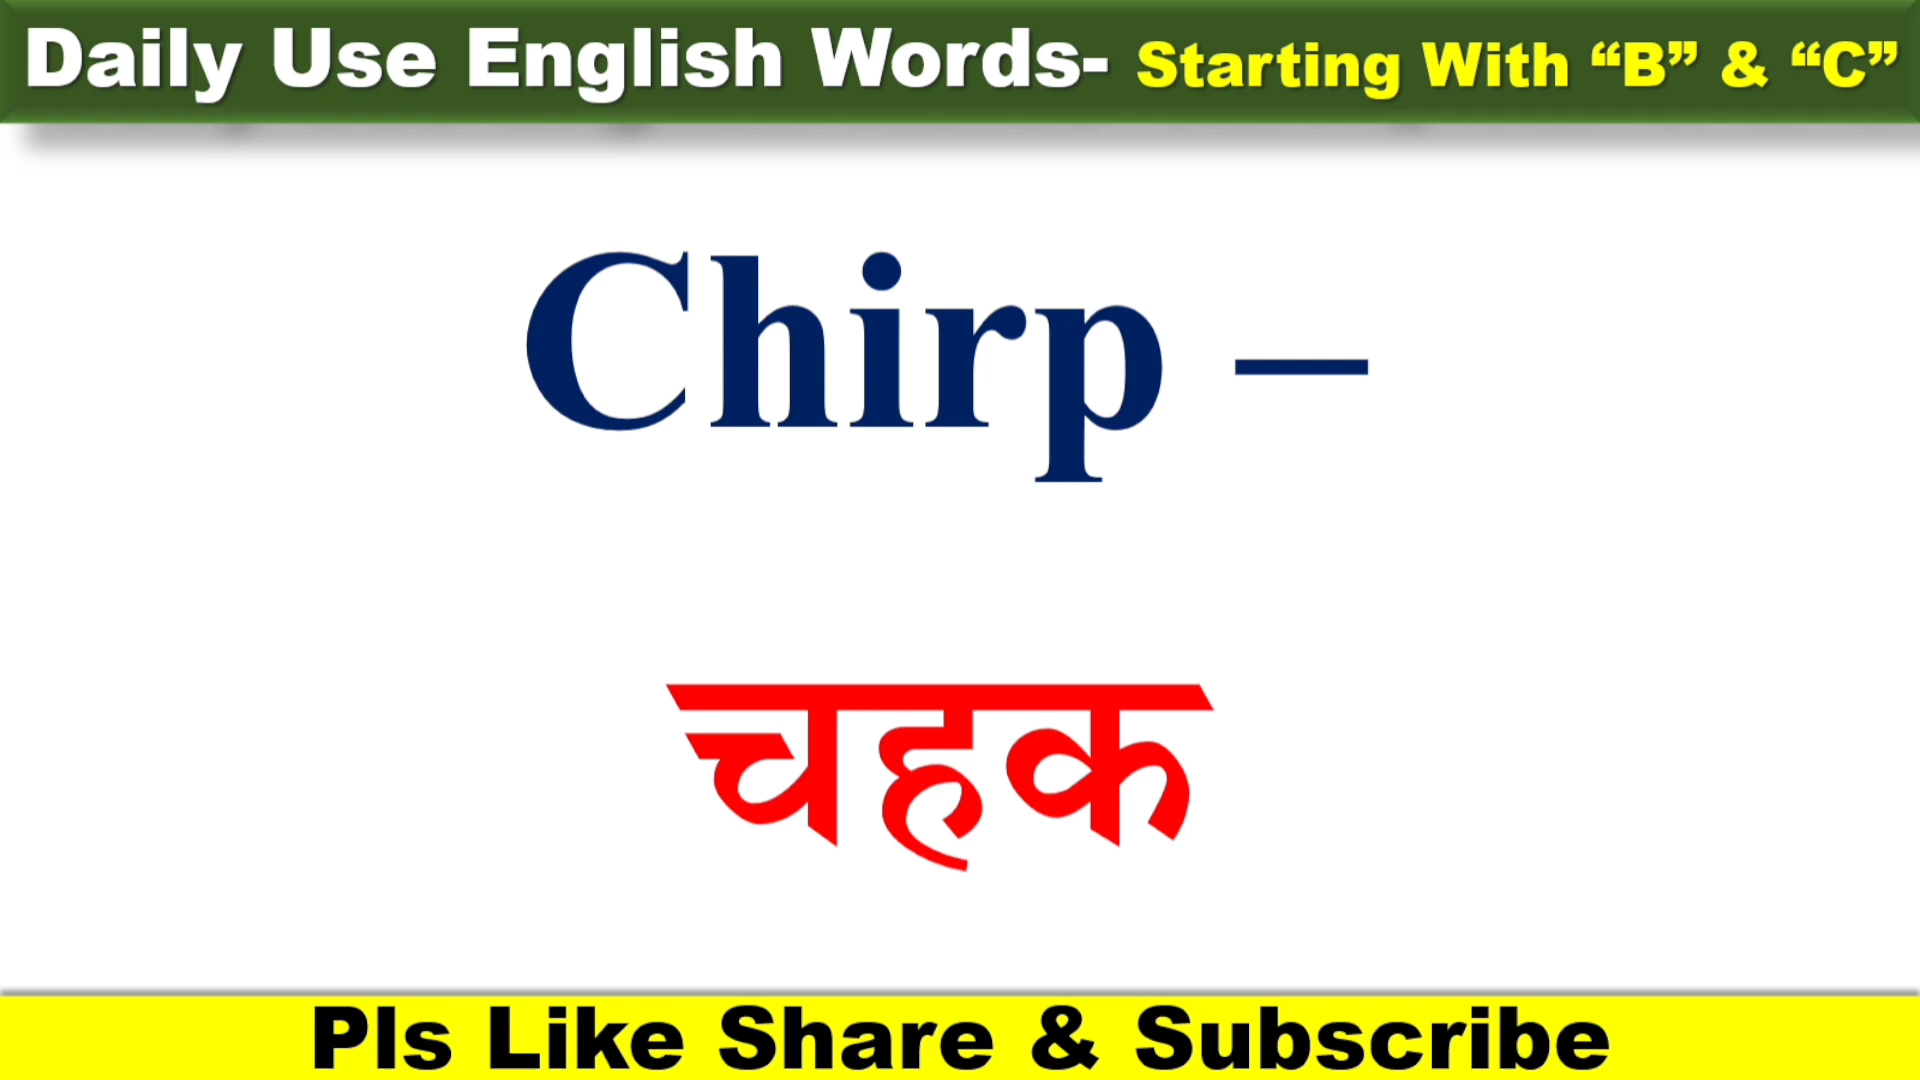 Daily Use English Words- Starting With “B” & “C”
Chirp –
चहक
Pls Like Share & Subscribe